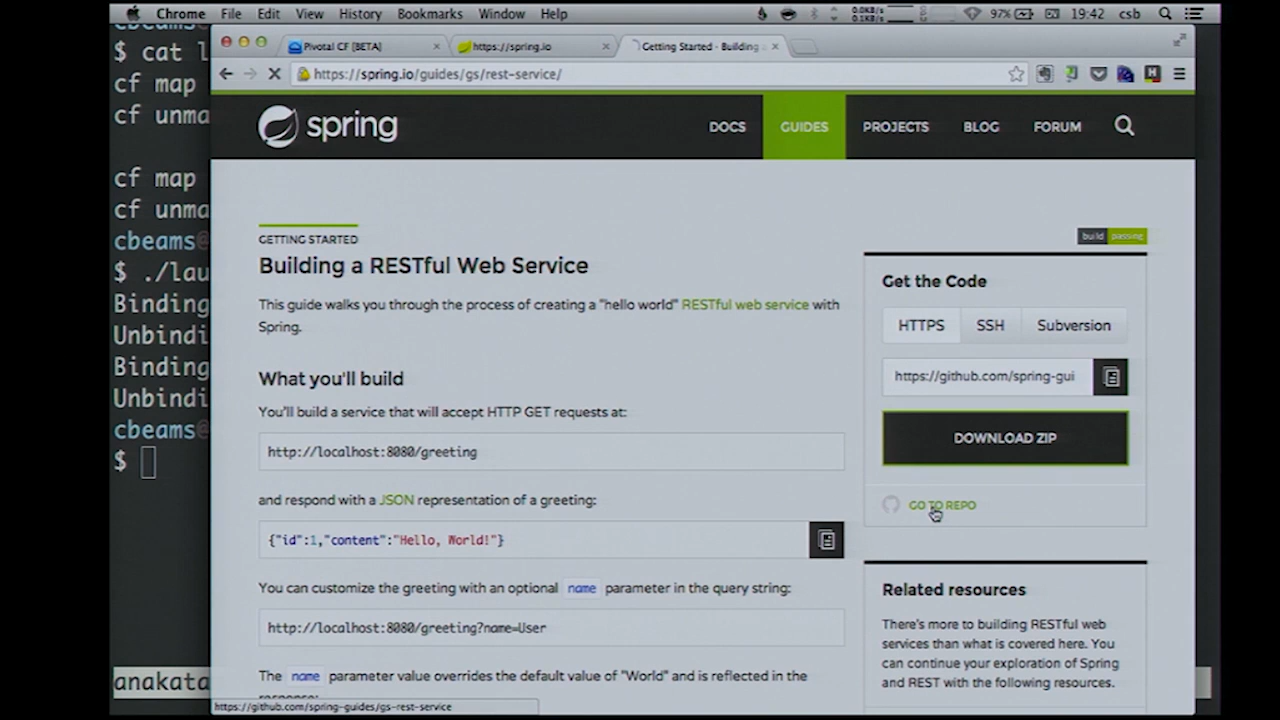 Chrome File Edit View History Bookmarks Window Help 0.0KB/s 0.1KB/s 97% 19:42 csb
cbeams@
$ cat l
cf map
cf unma
cf map
cf unma
cbeams@
$ ./lau
Binding
Unbindi
Binding
Unbindi
cbeams@
$
anakata
Pivotal CF [BETA] https://spring.io Getting Started · Building a
https://spring.io/guides/gs/rest-service/
spring DOCS GUIDES PROJECTS BLOG FORUM
GETTING STARTED
Building a RESTful Web Service
This guide walks you through the process of creating a "hello world" RESTful web service with
Spring.
What you'll build
You'll build a service that will accept HTTP GET requests at:
http://localhost:8080/greeting
and respond with a JSON representation of a greeting:
{"id":1,"content":"Hello, World!"}
You can customize the greeting with an optional name parameter in the query string:
http://localhost:8080/greeting?name=User
The name parameter value overrides the default value of "World" and is reflected in the
response:
https://github.com/spring-guides/gs-rest-service
build passing
Get the Code
HTTPS SSH Subversion
https://github.com/spring-gui
DOWNLOAD ZIP
GO TO REPO
Related resources
There's more to building RESTful web
services than what is covered here. You
can continue your exploration of Spring
and REST with the following resources.